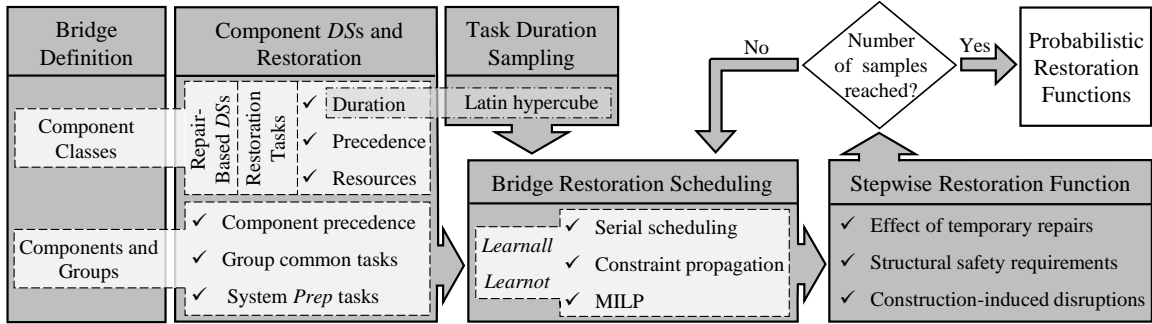 Bridge
Definition
Component
Classes
Components and
Groups
Component DSs and
Restoration
Repair-
Based DSs
Restoration
Tasks
✓ Duration
✓ Precedence
✓ Resources
✓ Component precedence
✓ Group common tasks
✓ System Prep tasks
Task Duration
Sampling
Latin hypercube
Bridge Restoration Scheduling
Learnall
Learnot
✓ Serial scheduling
✓ Constraint propagation
✓ MILP
No
Number
of samples
reached?
Yes
Probabilistic
Restoration
Functions
Stepwise Restoration Function
✓ Effect of temporary repairs
✓ Structural safety requirements
✓ Construction-induced disruptions